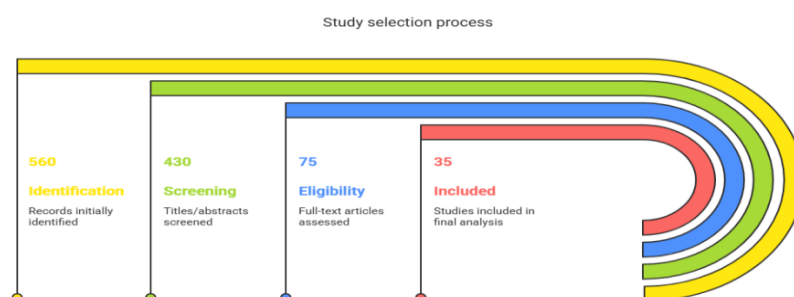 Study selection process
560
Identification
Records initially
identified
430
Screening
Titles/abstracts
screened
75
Eligibility
Full-text articles
assessed
35
Included
Studies included in
final analysis